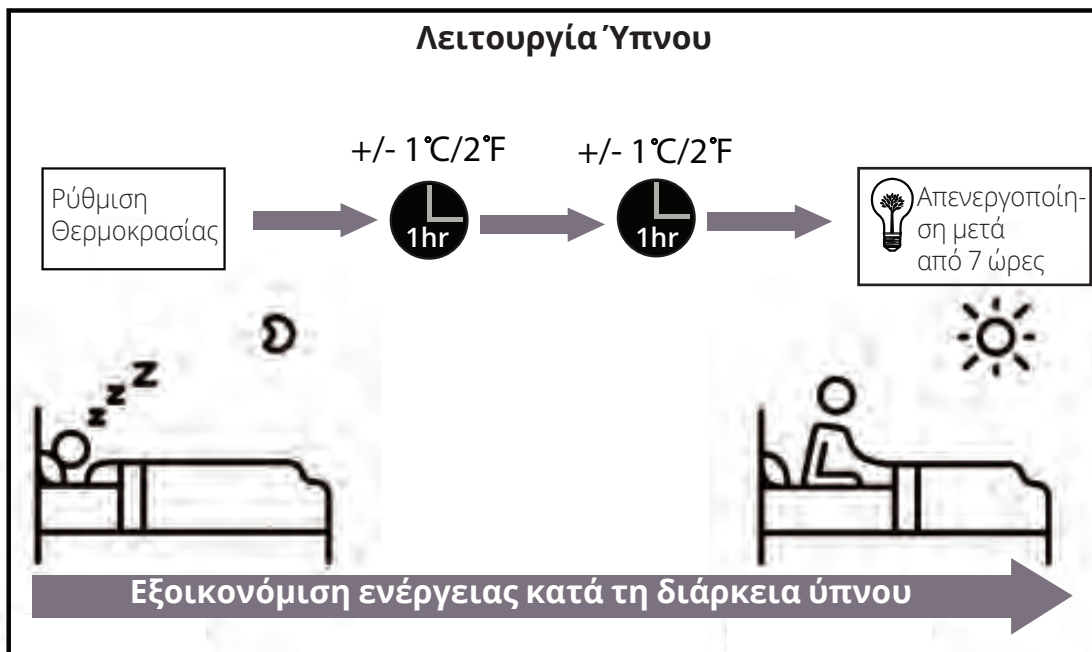 Λειτουργία Ύπνου
+/- 1°C/2°F
+/- 1°C/2°F
Ρύθμιση
Θερμοκρασίας
1hr
1hr
Απενεργοποίη-
ση μετά
από 7 ώρες
z z z
Εξοικονόμιση ενέργειας κατά τη διάρκεια ύπνου